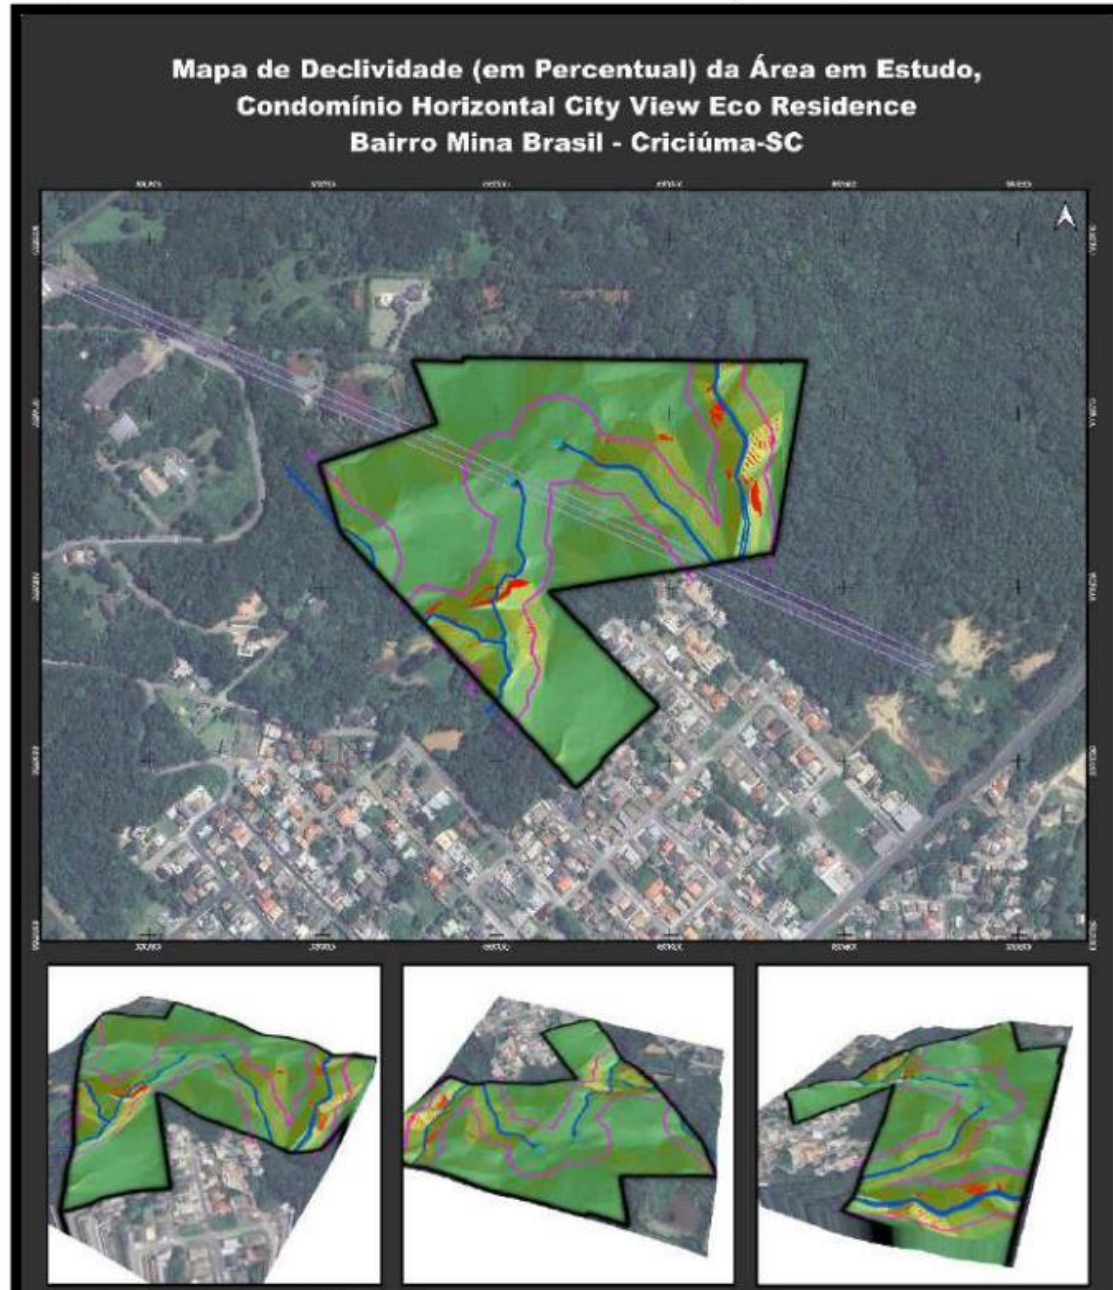 Mapa de Declividade (em Percentual) da Área em Estudo,
Condomínio Horizontal City View Eco Residence
Bairro Mina Brasil - Criciúma-SC